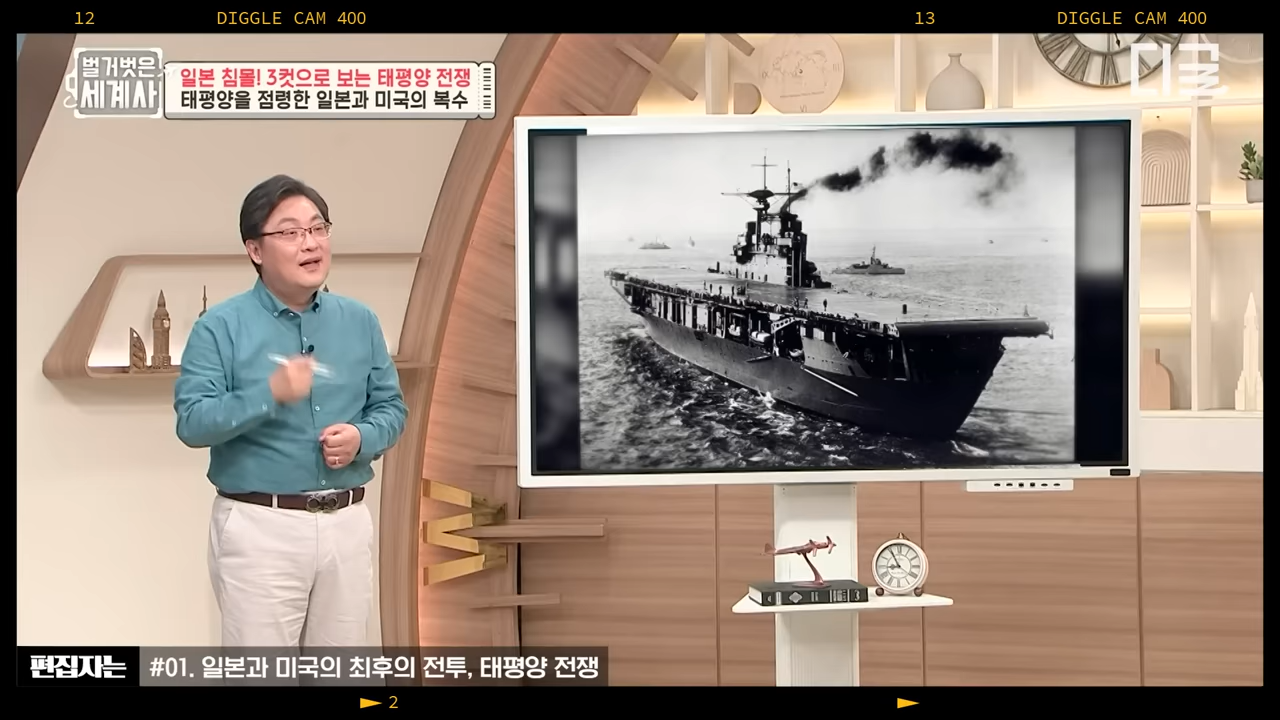 12 DIGGLE CAM 400 13 DIGGLE CAM 400
벌거벗은
세계사
일본 침몰! 3컷으로 보는 태평양 전쟁
태평양을 점령한 일본과 미국의 복수
디글
편집자는 #01. 일본과 미국의 최후의 전투, 태평양 전쟁
2